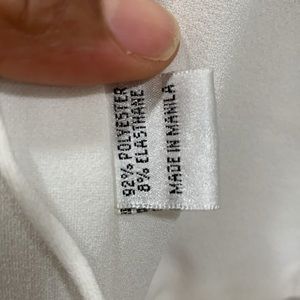 92% POLYESTER
8% ELASTHANE
MADE IN MANILA